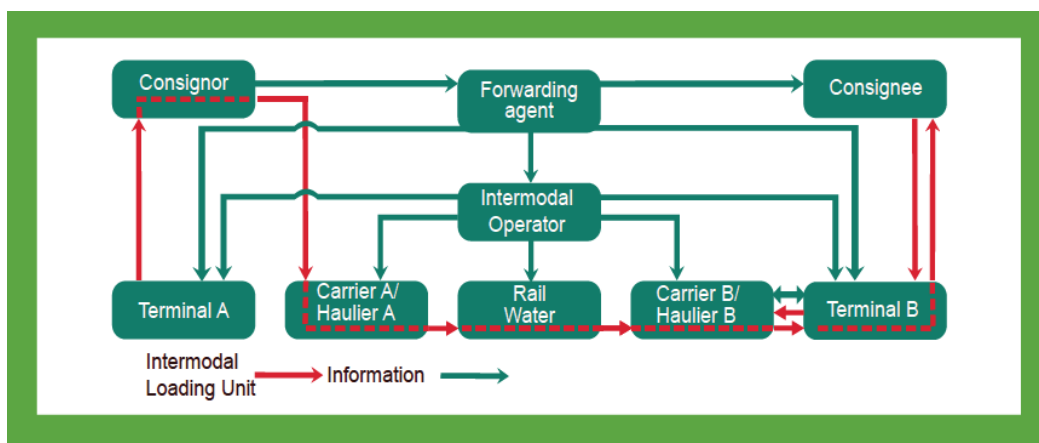 Consignor
Forwarding
agent
Consignee
Intermodal
Operator
Terminal A
Carrier A/
Haulier A
Rail
Water
Carrier B/
Haulier B
Terminal B
Intermodal
Loading Unit
Information